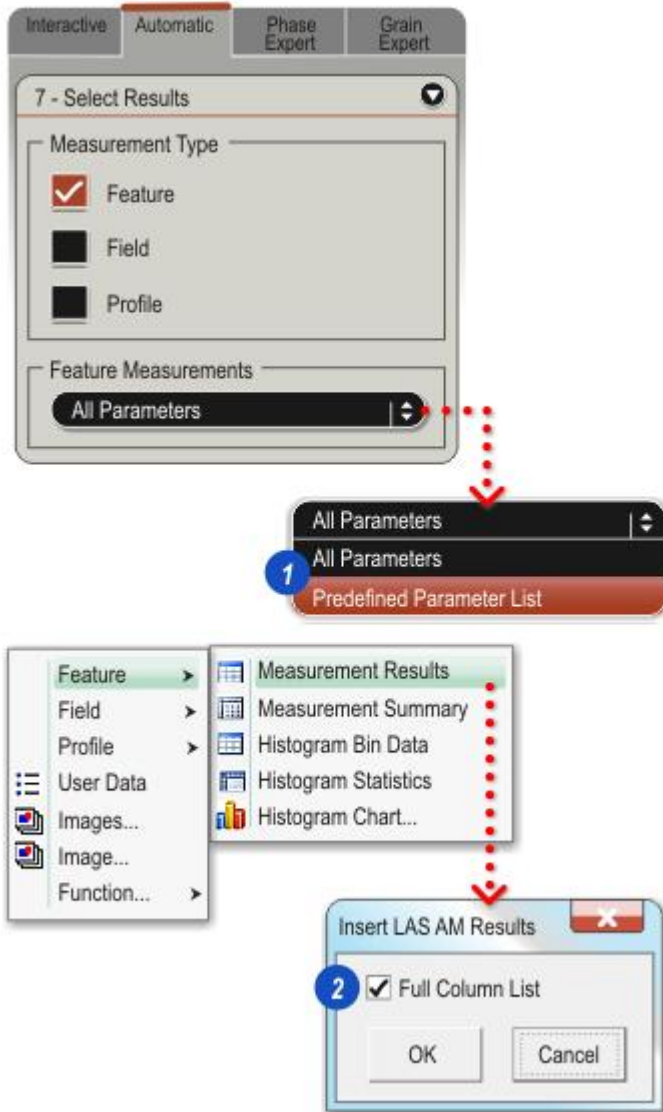 Interactive
Automatic
Phase
Expert
Grain
Expert
7 - Select Results
Measurement Type
Feature
Field
Profile
Feature Measurements
All Parameters
All Parameters
1
All Parameters
Predefined Parameter List
Feature
Field
Profile
User Data
Images...
Image...
Function...
Measurement Results
Measurement Summary
Histogram Bin Data
Histogram Statistics
Histogram Chart...
Insert LAS AM Results
2
Full Column List
OK
Cancel